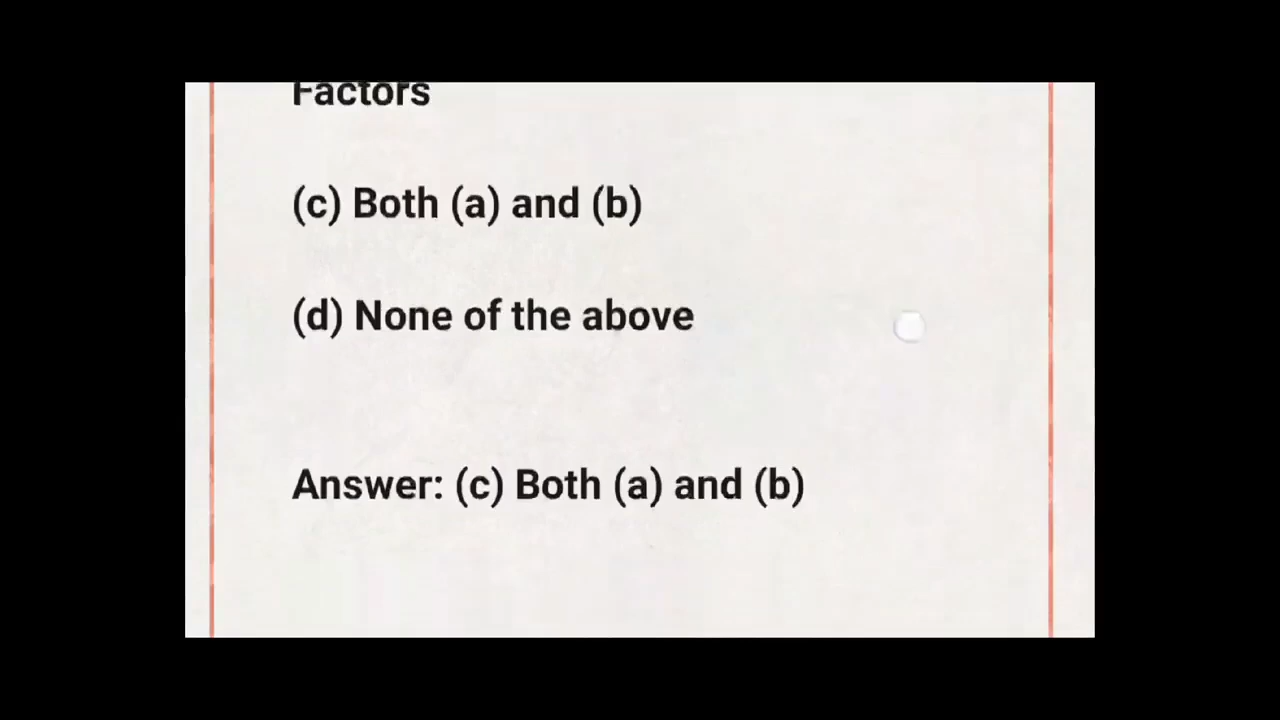 Factors
(c) Both (a) and (b)
(d) None of the above
Answer: (c) Both (a) and (b)